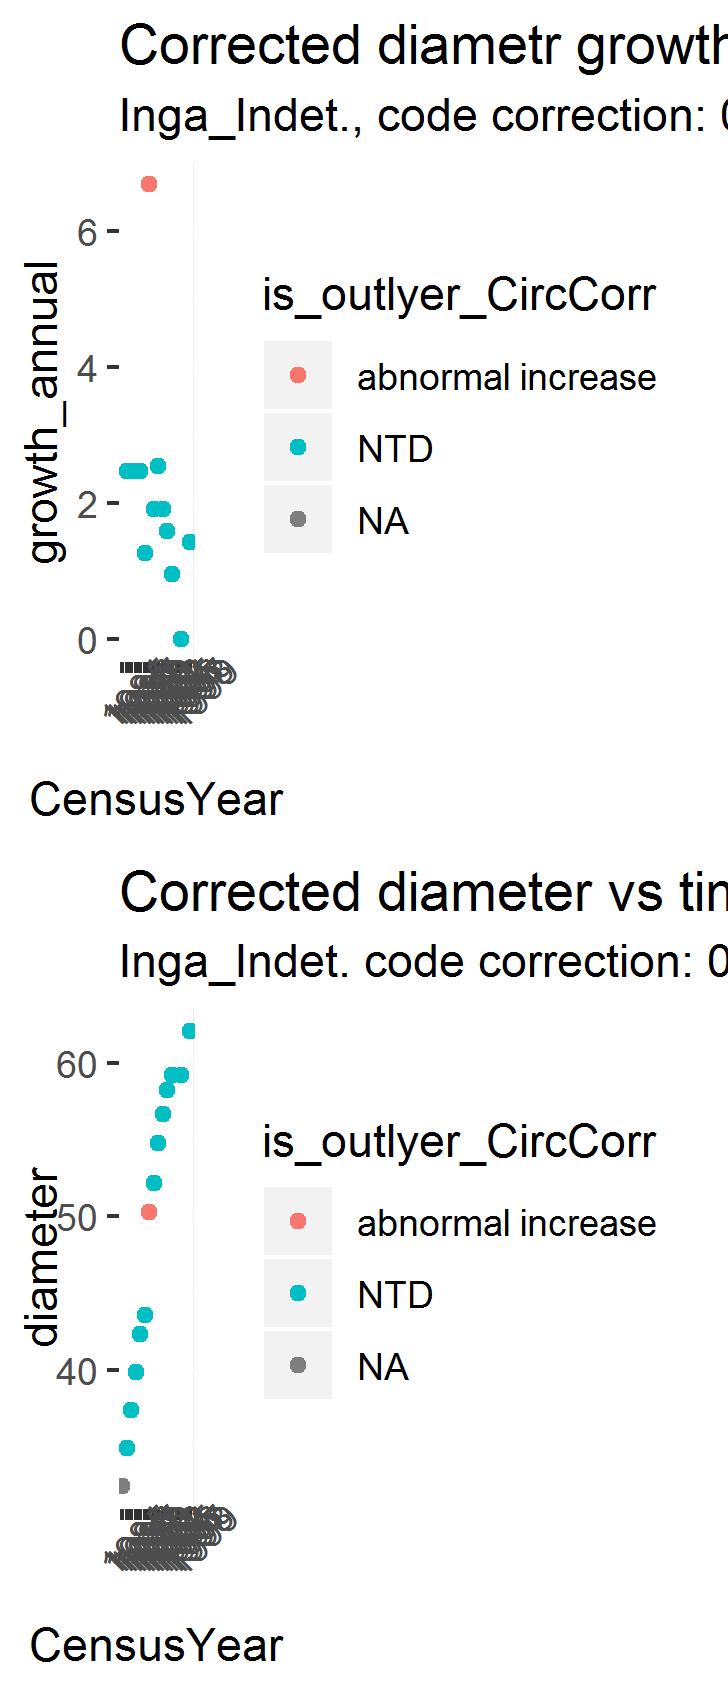 Corrected diametr growth
Inga_Indet., code correction: 0
growth_annual
6
4
2
0
is_outlyer_CircCorr
abnormal increase
NTD
NA
CensusYear
Corrected diameter vs
Inga_Indet. code correction: 0
diameter
60
50
40
is_outlyer_CircCorr
abnormal increase
NTD
NA
CensusYear